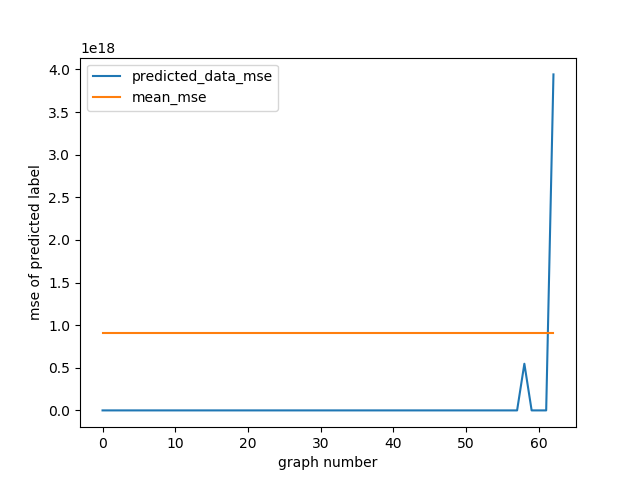 1e18
4.0
3.5
3.0
2.5
2.0
1.5
1.0
0.5
0.0
mse of predicted label
predicted_data_mse
mean_mse
0 10 20 30 40 50 60
graph number